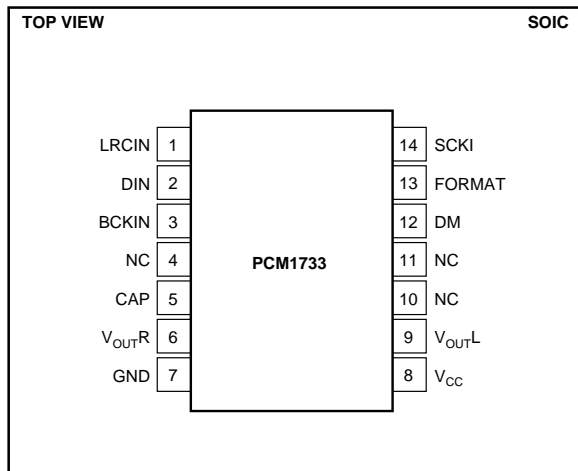 TOP VIEW SOIC
LRCIN 1 14 SCKI
DIN 2 13 FORMAT
BCKIN 3 12 DM
NC 4 11 NC
PCM1733
CAP 5 10 NC
VOUTR 6 9 VOUTL
GND 7 8 VCC